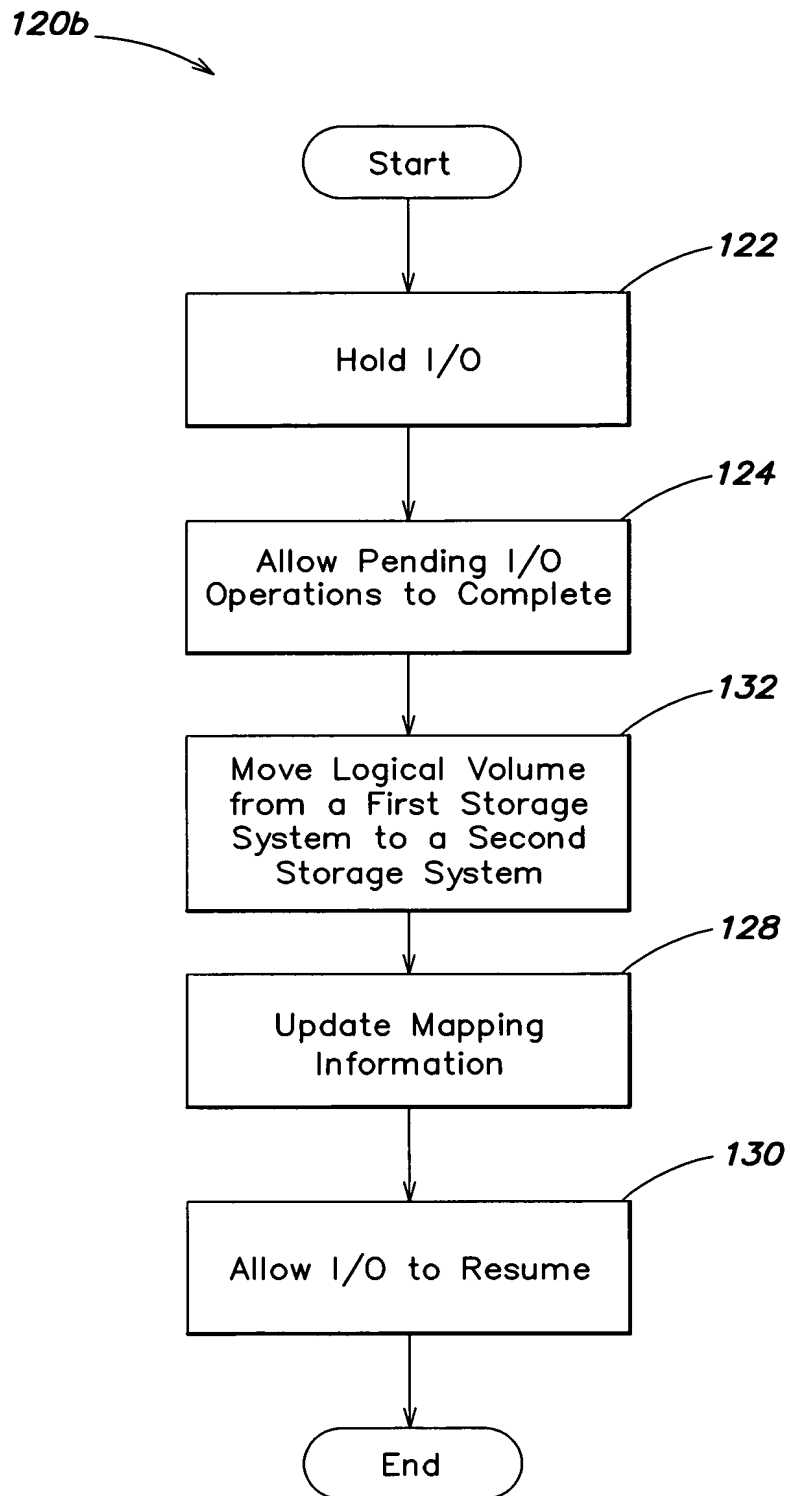 120b
Start
122
Hold I/O
124
Allow Pending I/O
Operations to Complete
132
Move Logical Volume
from a First Storage
System to a Second
Storage System
128
Update Mapping
Information
130
Allow I/O to Resume
End